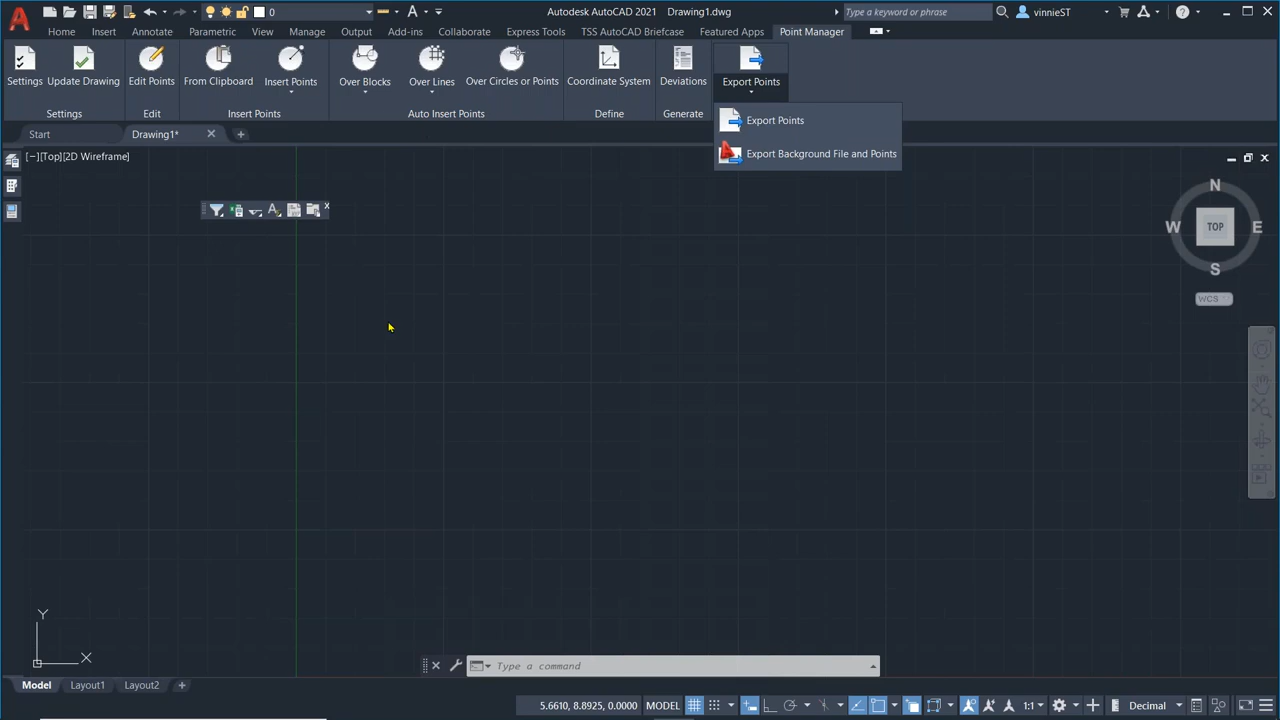 0
Autodesk AutoCAD 2021 Drawing1.dwg
Type a keyword or phrase
vinnieST
Home Insert Annotate Parametric View Manage Output Add-ins Collaborate Express Tools TSS AutoCAD Briefcase Featured Apps Point Manager
Settings Update Drawing Edit Points From Clipboard Insert Points Over Blocks Over Lines Over Circles or Points Coordinate System Deviations Export Points
Settings Edit Insert Points Auto Insert Points Define Generate
Export Points
Export Background File and Points
Start Drawing1*
[−][Top][2D Wireframe]
N
W TOP E
S
WCS
Y
X
Type a command
Model Layout1 Layout2
5.6610, 8.8925, 0.0000 MODEL 1:1 Decimal